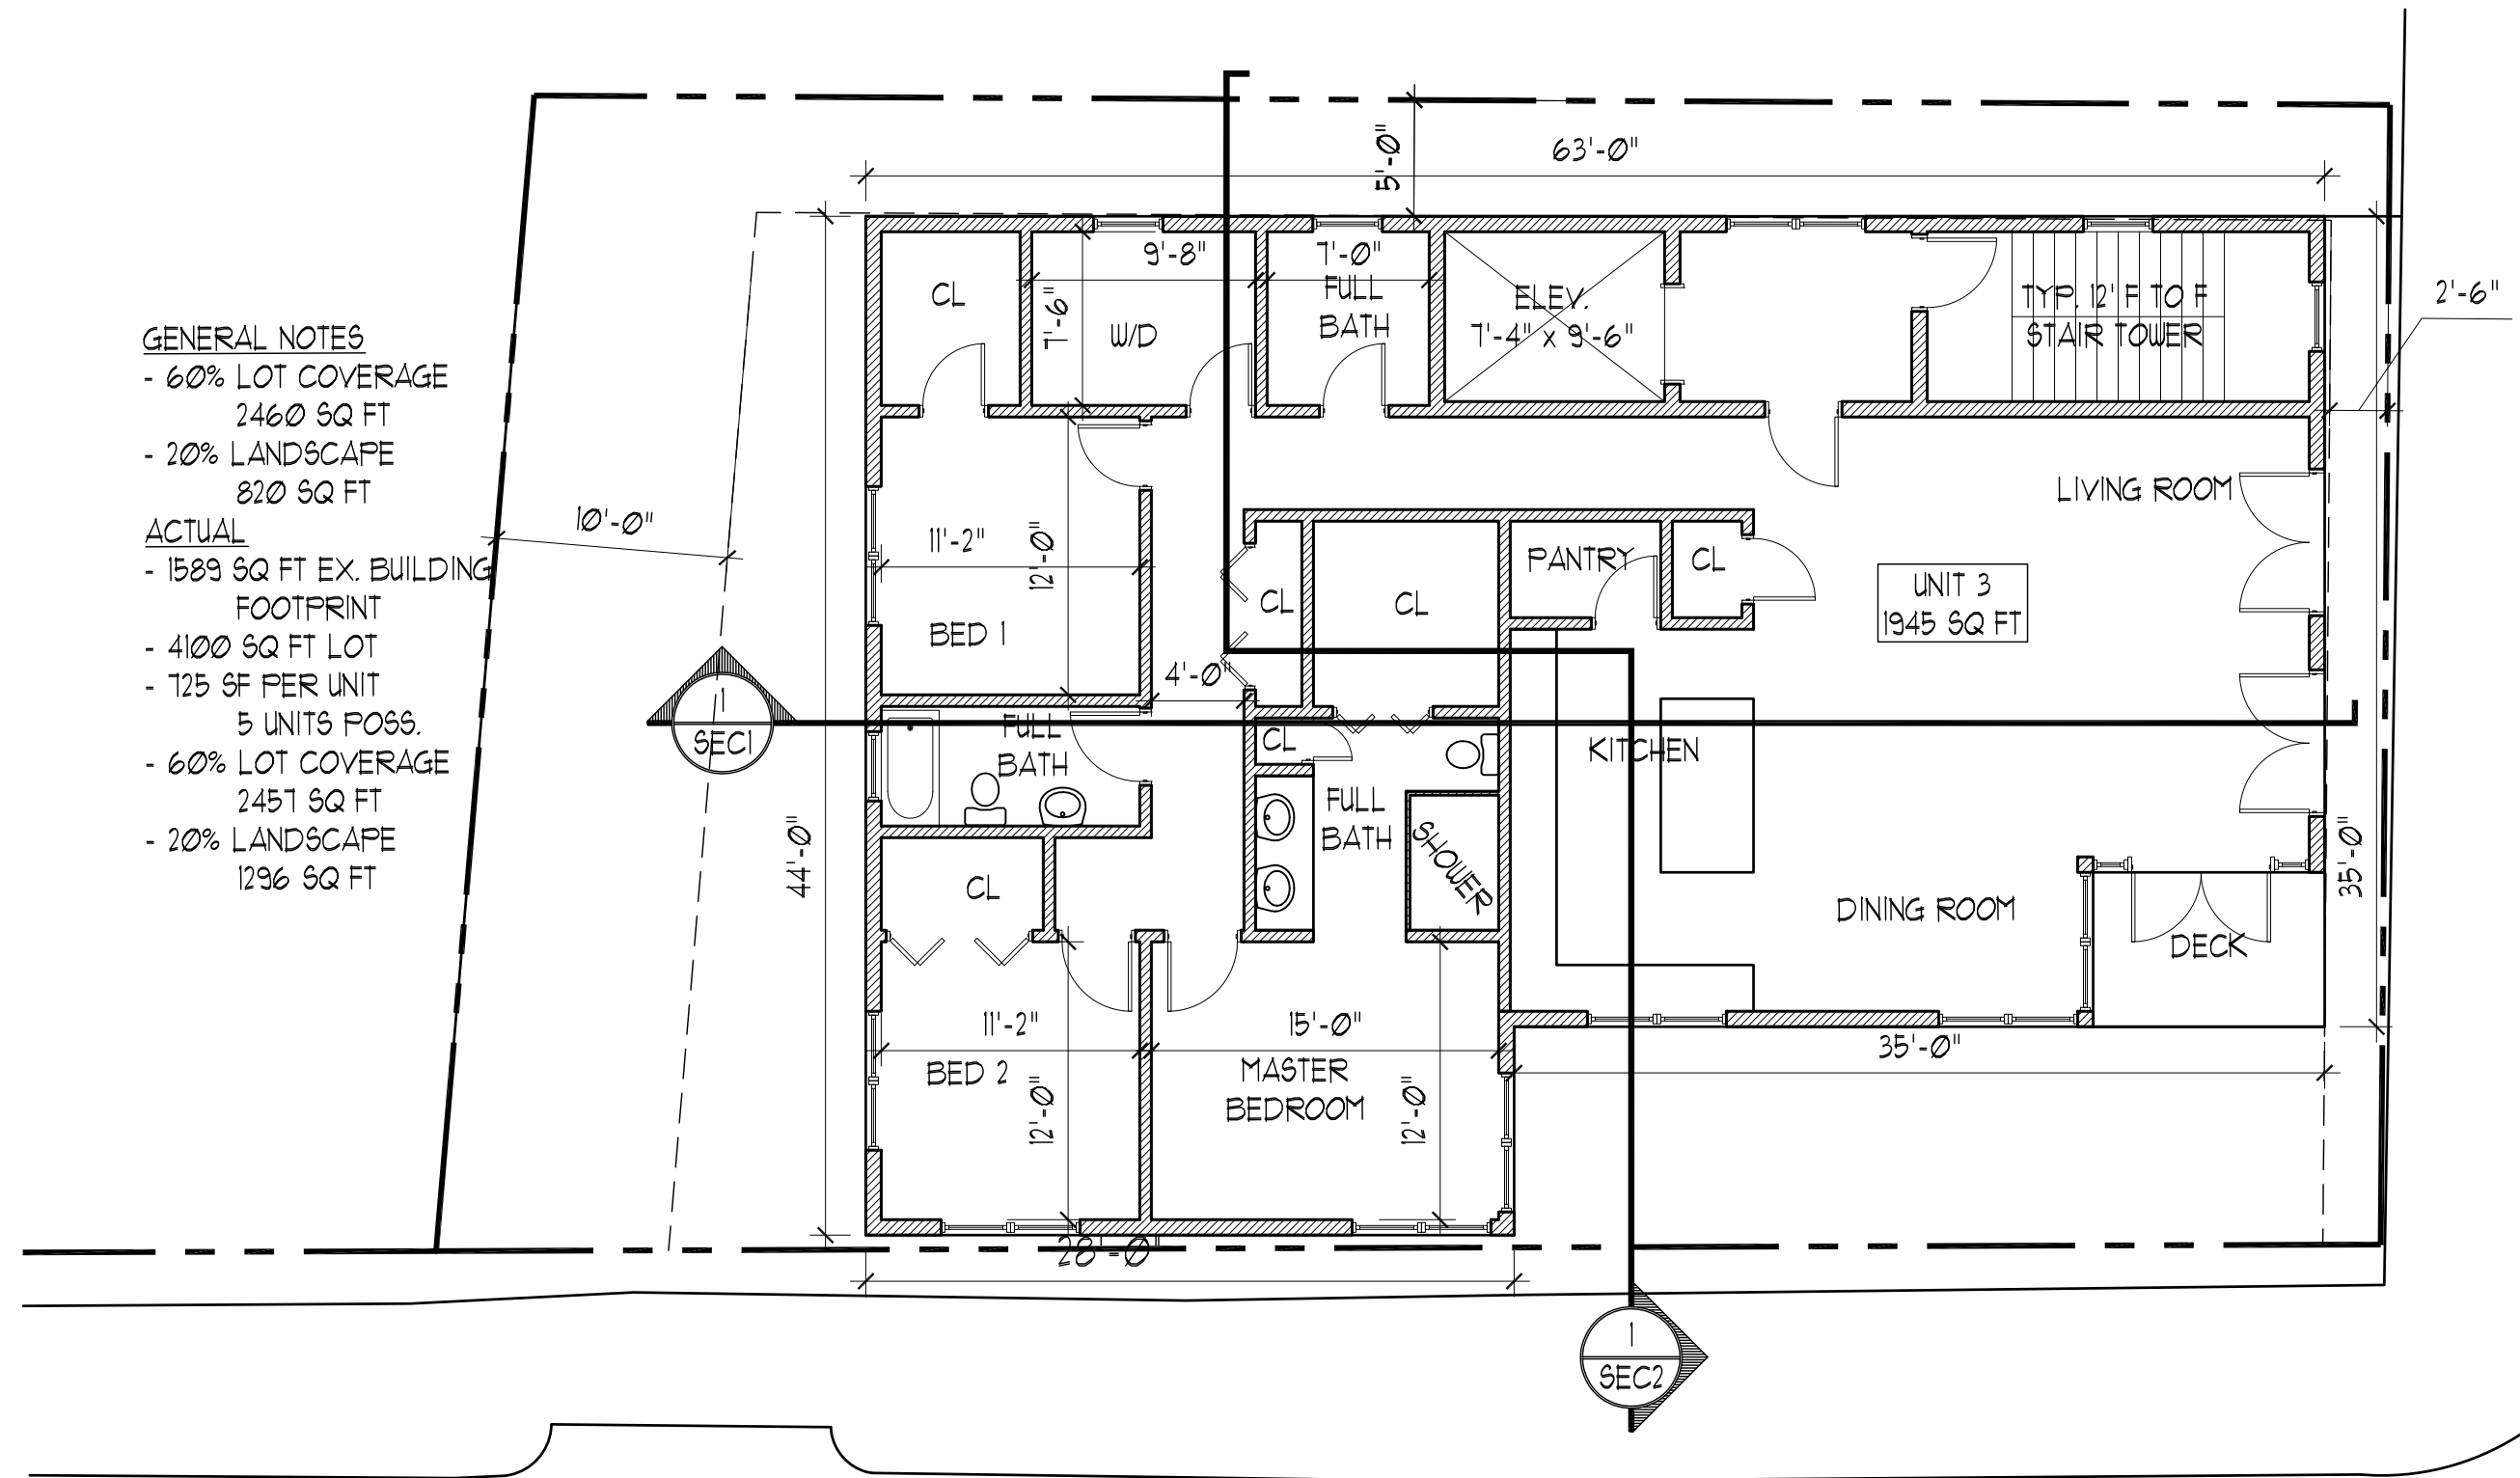 GENERAL NOTES
- 60% LOT COVERAGE
2460 SQ FT
- 20% LANDSCAPE
820 SQ FT
ACTUAL
- 1589 SQ FT EX. BUILDING
FOOTPRINT
- 4100 SQ FT LOT
- 725 SF PER UNIT
5 UNITS POSS.
- 60% LOT COVERAGE
2457 SQ FT
- 20% LANDSCAPE
1296 SQ FT
5'-0"
63'-0"
10'-0"
44'-0"
CL
9'-8"
7'-6"
W/D
7'-0"
FULL
BATH
ELEV.
7'-4" x 9'-6"
TYP. 12' F TO F
STAIR TOWER
2'-6"
LIVING ROOM
11'-2"
12'-0"
BED 1
4'-0"
CL
CL
PANTRY
CL
UNIT 3
1945 SQ FT
1
SEC1
FULL
BATH
CL
KITCHEN
FULL
BATH
SHOWER
CL
DINING ROOM
DECK
35'-0"
11'-2"
BED 2
12'-0"
15'-0"
MASTER
BEDROOM
12'-0"
35'-0"
28'-0"
1
SEC2